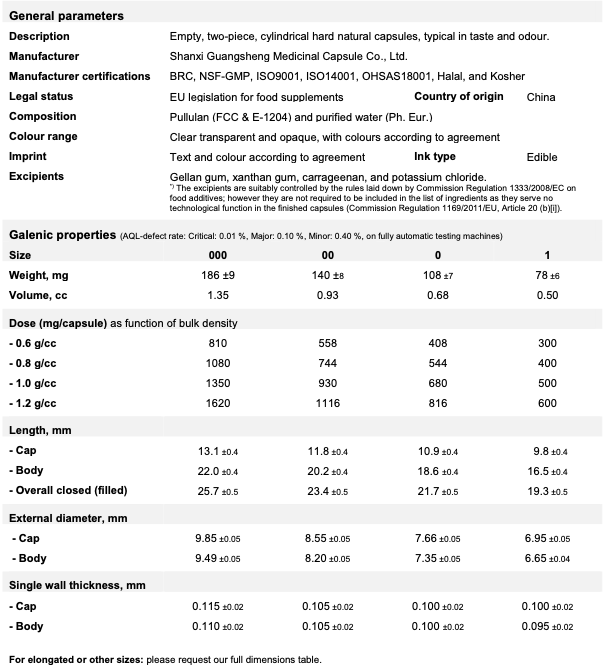 General parameters
Description Empty, two-piece, cylindrical hard natural capsules, typical in taste and odour.
Manufacturer Shanxi Guangsheng Medicinal Capsule Co., Ltd.
Manufacturer certifications BRC, NSF-GMP, ISO9001, ISO14001, OHSAS18001, Halal, and Kosher
Legal status EU legislation for food supplements Country of origin China
Composition Pullulan (FCC & E-1204) and purified water (Ph. Eur.)
Colour range Clear transparent and opaque, with colours according to agreement
Imprint Text and colour according to agreement Ink type Edible
Excipients Gellan gum, xanthan gum, carrageenan, and potassium chloride.
*) The excipients are suitably controlled by the rules laid down by Commission Regulation 1333/2008/EC on
food additives; however they are not required to be included in the list of ingredients as they serve no
technological function in the finished capsules (Commission Regulation 1169/2011/EU, Article 20 (b)[i]).
Galenic properties (AQL-defect rate: Critical: 0.01 %, Major: 0.10 %, Minor: 0.40 %, on fully automatic testing machines)
Size 000 00 0 1
Weight, mg 186 ±9 140 ±8 108 ±7 78 ±6
Volume, cc 1.35 0.93 0.68 0.50
Dose (mg/capsule) as function of bulk density
- 0.6 g/cc 810 558 408 300
- 0.8 g/cc 1080 744 544 400
- 1.0 g/cc 1350 930 680 500
- 1.2 g/cc 1620 1116 816 600
Length, mm
- Cap 13.1 ±0.4 11.8 ±0.4 10.9 ±0.4 9.8 ±0.4
- Body 22.0 ±0.4 20.2 ±0.4 18.6 ±0.4 16.5 ±0.4
- Overall closed (filled) 25.7 ±0.5 23.4 ±0.5 21.7 ±0.5 19.3 ±0.5
External diameter, mm
- Cap 9.85 ±0.05 8.55 ±0.05 7.66 ±0.05 6.95 ±0.05
- Body 9.49 ±0.05 8.20 ±0.05 7.35 ±0.05 6.65 ±0.04
Single wall thickness, mm
- Cap 0.115 ±0.02 0.105 ±0.02 0.100 ±0.02 0.100 ±0.02
- Body 0.110 ±0.02 0.105 ±0.02 0.100 ±0.02 0.095 ±0.02
For elongated or other sizes: please request our full dimensions table.